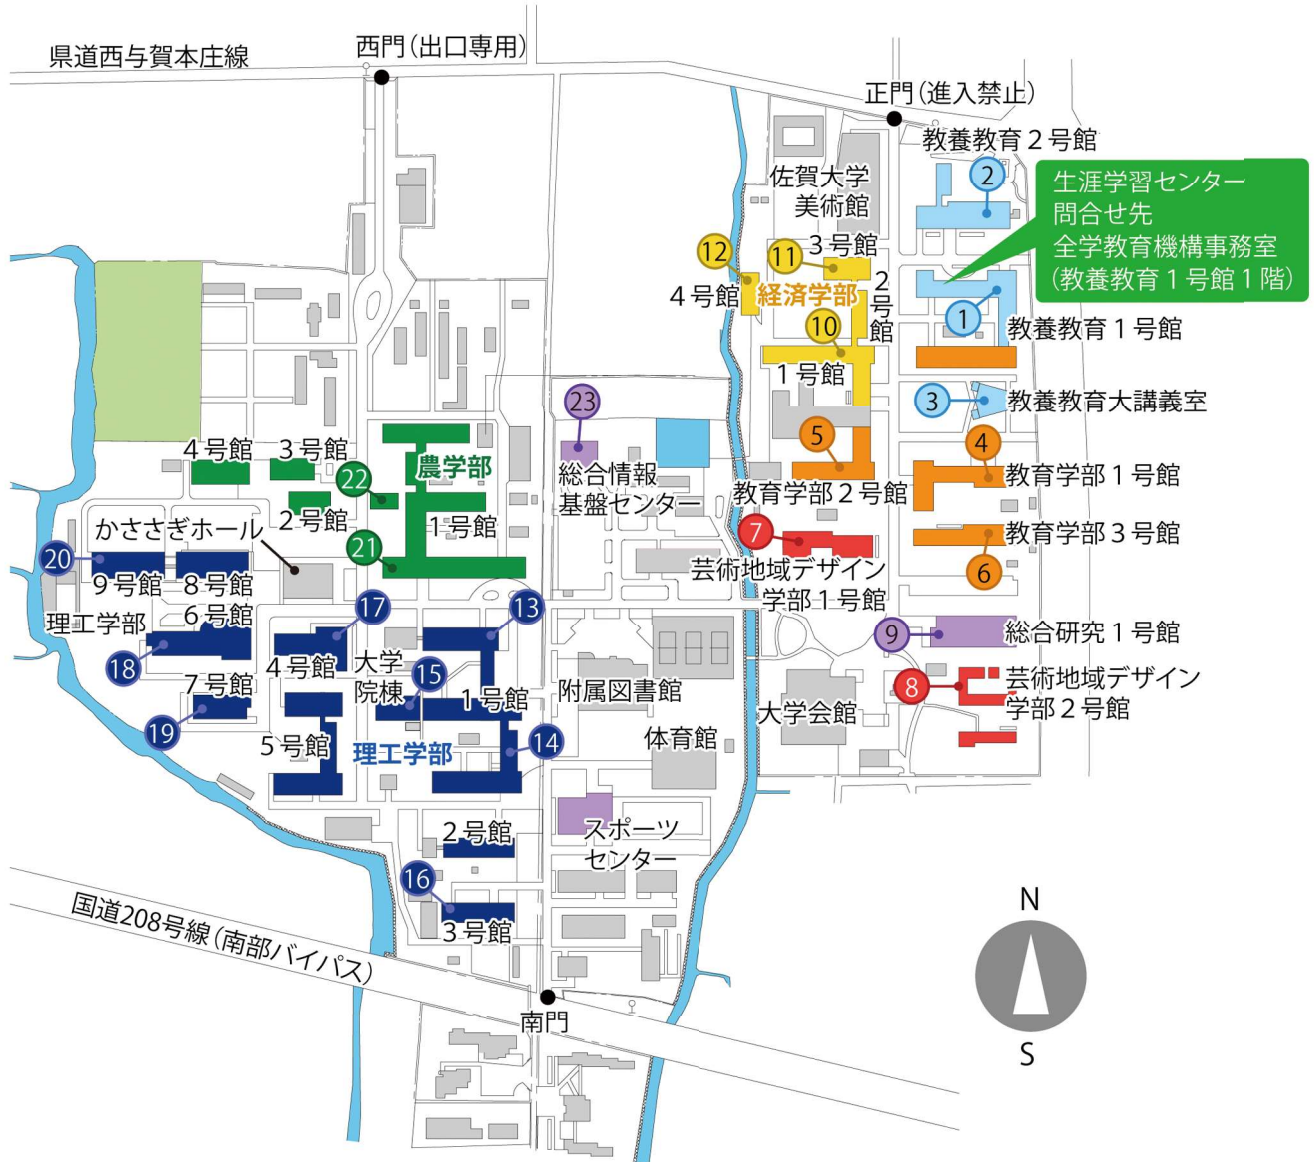 県道西与賀本庄線
西門（出口専用）
正門（進入禁止）
教養教育２号館
2
生涯学習センター
問合せ先
全学教育機構事務室
（教養教育１号館１階）
佐賀大学
美術館
12
11
３号館
４号館
経済学部
２号館
10
１号館
1
教養教育１号館
3
教養教育大講義室
23
総合情報
基盤センター
5
教育学部２号館
4
教育学部１号館
４号館
３号館
22
農学部
２号館
１号館
かささぎホール
21
7
芸術地域デザイン
学部１号館
教育学部３号館
6
20
９号館
８号館
理工学部
６号館
18
７号館
19
17
４号館
大学
院棟
15
13
１号館
14
５号館
理工学部
附属図書館
体育館
大学会館
9
総合研究１号館
8
芸術地域デザイン
学部２号館
２号館
16
３号館
スポーツ
センター
国道208号線（南部バイパス）
南門
N
S